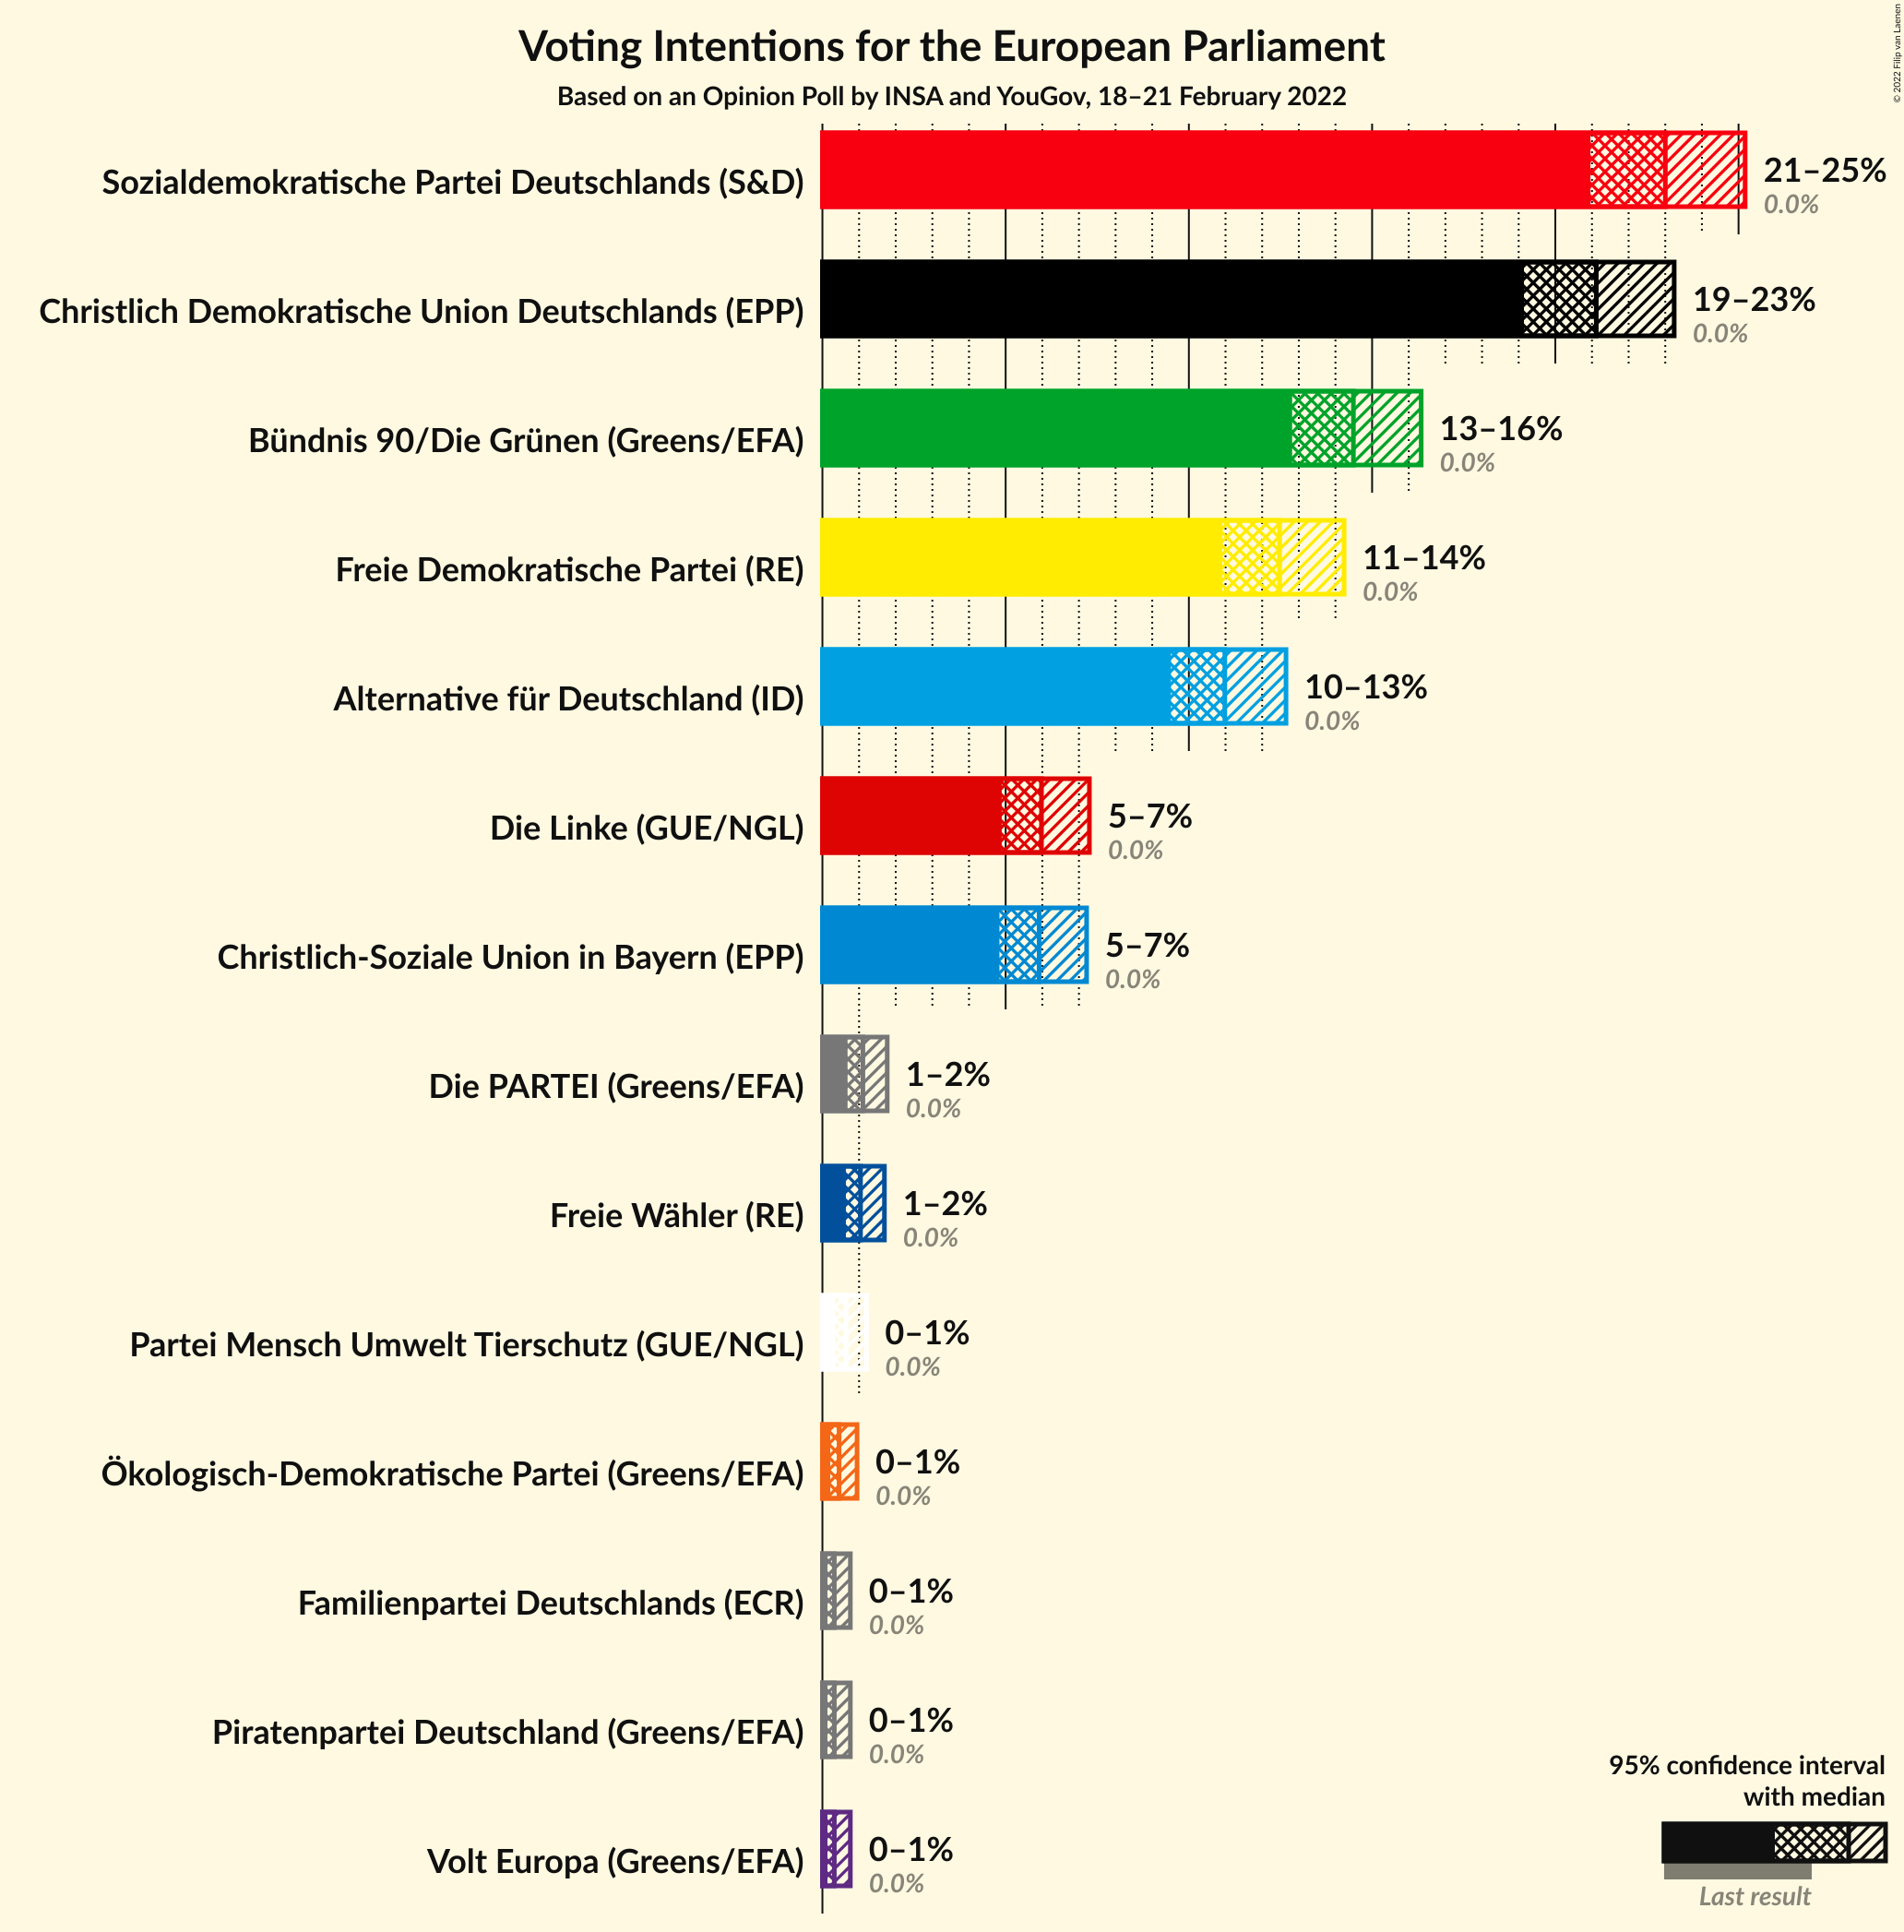 Voting Intentions for the European Parliament
Based on an Opinion Poll by INSA and YouGov, 18–21 February 2022
© 2022 Filip van Laenen
Sozialdemokratische Partei Deutschlands (S&D)
21–25%
0.0%
Christlich Demokratische Union Deutschlands (EPP)
19–23%
0.0%
Bündnis 90/Die Grünen (Greens/EFA)
13–16%
0.0%
Freie Demokratische Partei (RE)
11–14%
0.0%
Alternative für Deutschland (ID)
10–13%
0.0%
Die Linke (GUE/NGL)
5–7%
0.0%
Christlich-Soziale Union in Bayern (EPP)
5–7%
0.0%
Die PARTEI (Greens/EFA)
1–2%
0.0%
Freie Wähler (RE)
1–2%
0.0%
Partei Mensch Umwelt Tierschutz (GUE/NGL)
0–1%
0.0%
Ökologisch-Demokratische Partei (Greens/EFA)
0–1%
0.0%
Familienpartei Deutschlands (ECR)
0–1%
0.0%
Piratenpartei Deutschland (Greens/EFA)
0–1%
0.0%
Volt Europa (Greens/EFA)
0–1%
0.0%
95% confidence interval
with median
Last result